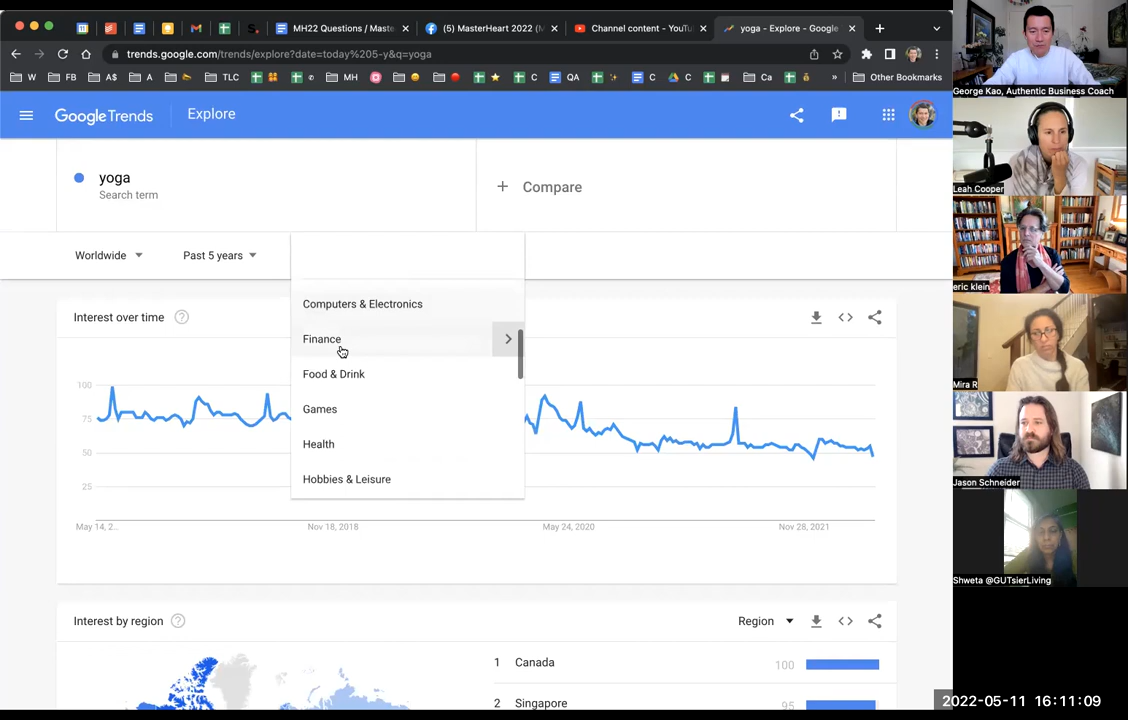 MH22 Questions / Maste
(5) MasterHeart 2022 (M
Channel content - YouTu
yoga - Explore - Google
trends.google.com/trends/explore?date=today%205-y&q=yoga
W
FB
A$
A
TLC
MH
C
QA
C
C
Ca
»
Other Bookmarks
GoogleTrends
Explore
yoga
Search term
+ Compare
Worldwide
Past 5 years
Computers & Electronics
Finance
Food & Drink
Games
Health
Hobbies & Leisure
Interest over time
100
75
50
25
May 14, 2...
Nov 18, 2018
May 24, 2020
Nov 28, 2021
Interest by region
Region
1 Canada 100
2 Singapore 95
George Kao, Authentic Business Coach
Leah Cooper
eric klein
Mira R
Jason Schneider
Shweta @GUTsierLiving
2022-05-11 16:11:09